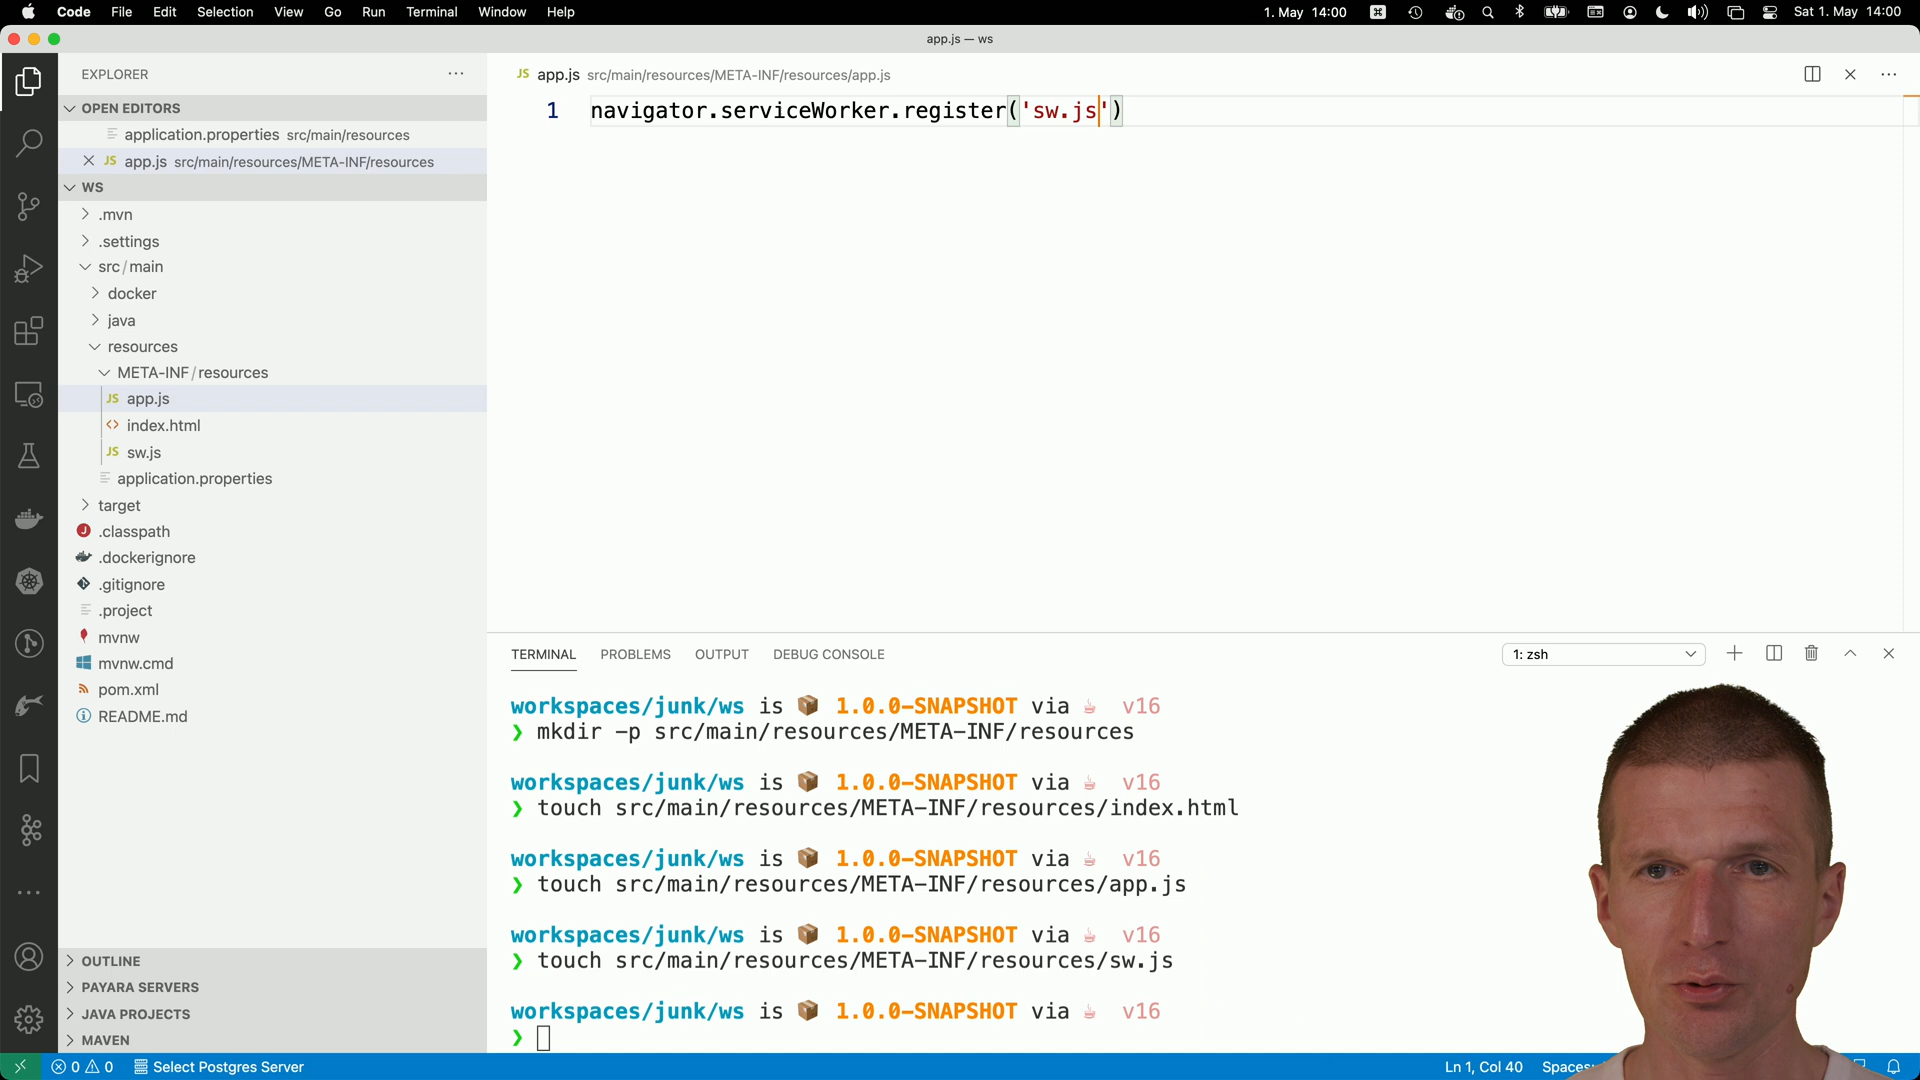 Code File Edit Selection View Go Run Terminal Window Help 1. May 14:00 Sat 1. May 14:00
app.js — ws
EXPLORER
OPEN EDITORS
application.properties src/main/resources
JS app.js src/main/resources/META-INF/resources
WS
.mvn
.settings
src/main
docker
java
resources
META-INF/resources
JS app.js
<> index.html
JS sw.js
application.properties
target
J .classpath
.dockerignore
.gitignore
.project
mvnw
mvnw.cmd
pom.xml
README.md
OUTLINE
PAYARA SERVERS
JAVA PROJECTS
MAVEN
JS app.js src/main/resources/META-INF/resources/app.js
1 navigator.serviceWorker.register('sw.js')
TERMINAL PROBLEMS OUTPUT DEBUG CONSOLE 1: zsh
workspaces/junk/ws is 📦 1.0.0-SNAPSHOT via ☕ v16
❯ mkdir -p src/main/resources/META-INF/resources
workspaces/junk/ws is 📦 1.0.0-SNAPSHOT via ☕ v16
❯ touch src/main/resources/META-INF/resources/index.html
workspaces/junk/ws is 📦 1.0.0-SNAPSHOT via ☕ v16
❯ touch src/main/resources/META-INF/resources/app.js
workspaces/junk/ws is 📦 1.0.0-SNAPSHOT via ☕ v16
❯ touch src/main/resources/META-INF/resources/sw.js
workspaces/junk/ws is 📦 1.0.0-SNAPSHOT via ☕ v16
❯
0 0 Select Postgres Server Ln 1, Col 40 Spaces: